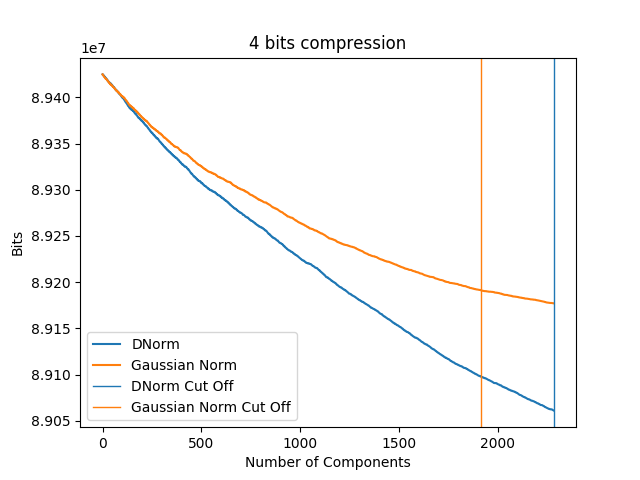 4 bits compression
1e7
8.940
8.935
8.930
8.925
8.920
8.915
8.910
8.905
Bits
DNorm
Gaussian Norm
DNorm Cut Off
Gaussian Norm Cut Off
0 500 1000 1500 2000
Number of Components